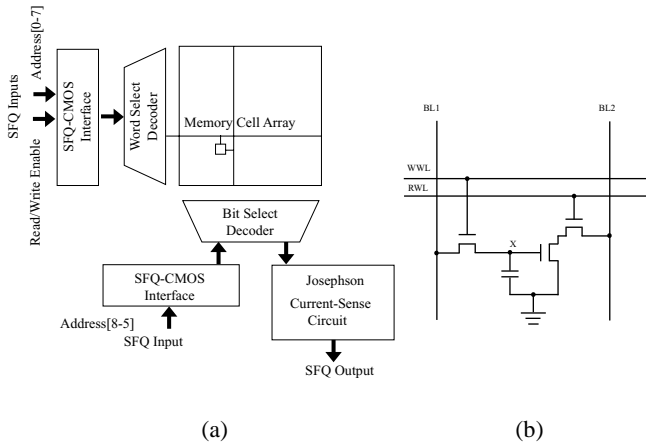 SFQ Inputs
Address[0-7]
Read/Write Enable
SFQ-CMOS
Interface
Word Select
Decoder
Memory Cell Array
Bit Select
Decoder
SFQ-CMOS
Interface
Address[8-5]
SFQ Input
Josephson
Current-Sense
Circuit
SFQ Output
(a)
BL1
BL2
WWL
RWL
X
(b)